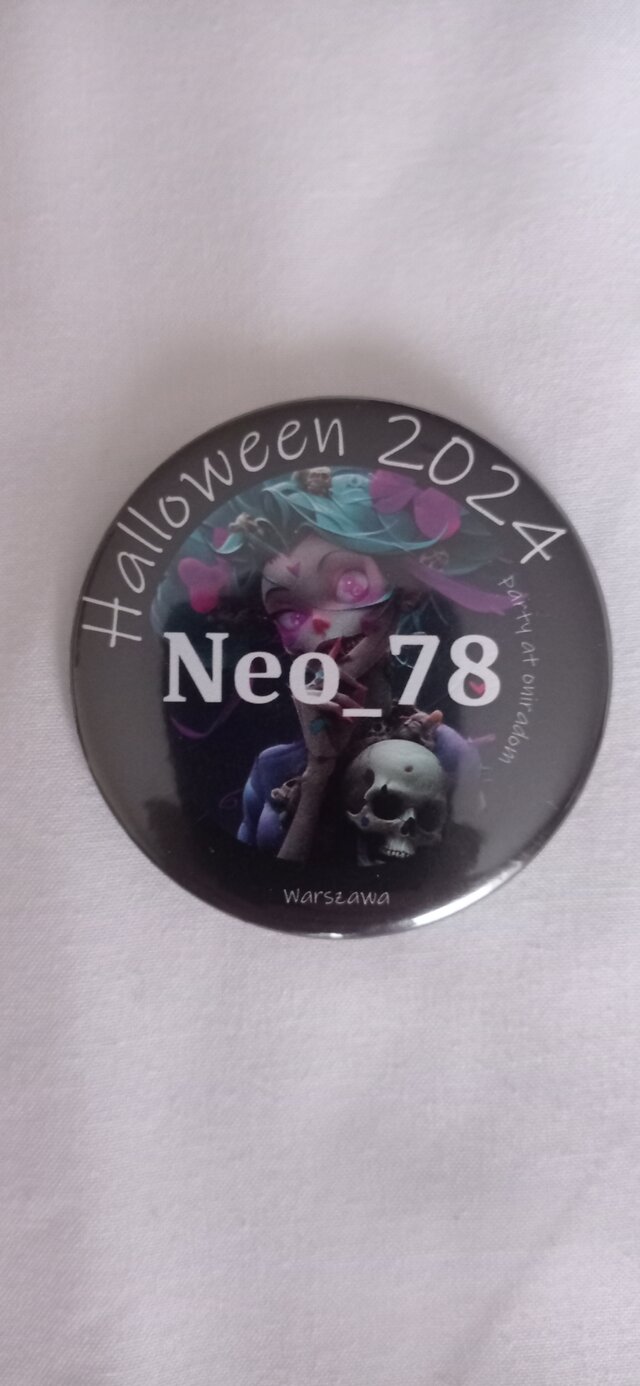 Halloween 2024
party at oniradom
Neo_78
Warszawa